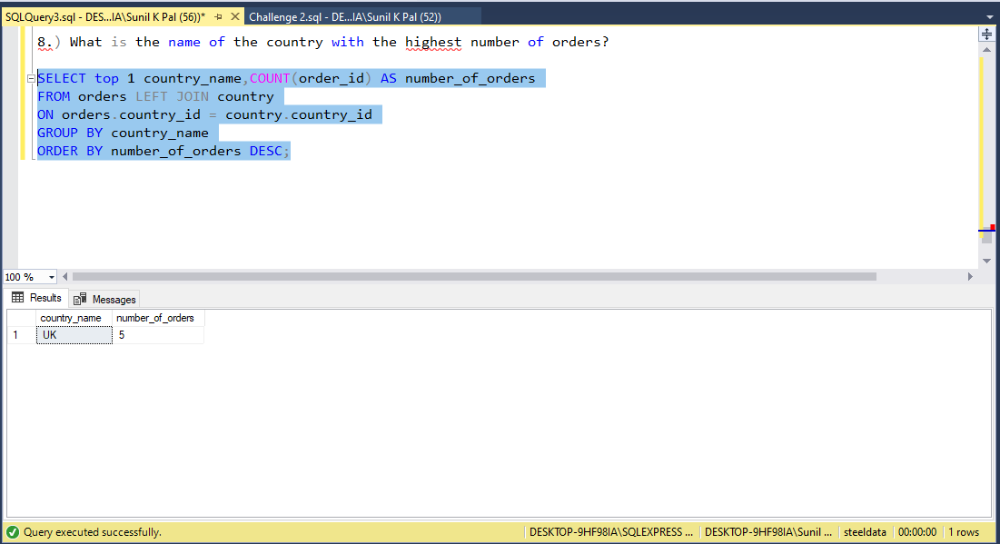 SQLQuery3.sql - DES...IA\Sunil K Pal (56))* Challenge 2.sql - DE...IA\Sunil K Pal (52))
8.) What is the name of the country with the highest number of orders?
SELECT top 1 country_name,COUNT(order_id) AS number_of_orders
FROM orders LEFT JOIN country
ON orders.country_id = country.country_id
GROUP BY country_name
ORDER BY number_of_orders DESC;
100 %
Results Messages
country_name number_of_orders
1 UK 5
Query executed successfully. DESKTOP-9HF98IA\SQLEXPRESS ... DESKTOP-9HF98IA\Sunil ... steeldata 00:00:00 1 rows